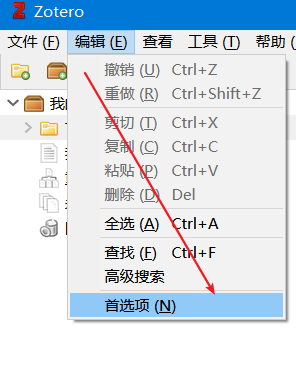 Zotero
文件 (F) 编辑 (E) 查看 工具 (T) 帮助 (
撤销 (U) Ctrl+Z
重做 (R) Ctrl+Shift+Z
剪切 (T) Ctrl+X
复制 (C) Ctrl+C
粘贴 (P) Ctrl+V
删除 (D) Del
全选 (A) Ctrl+A
查找 (F) Ctrl+F
高级搜索
首选项 (N)